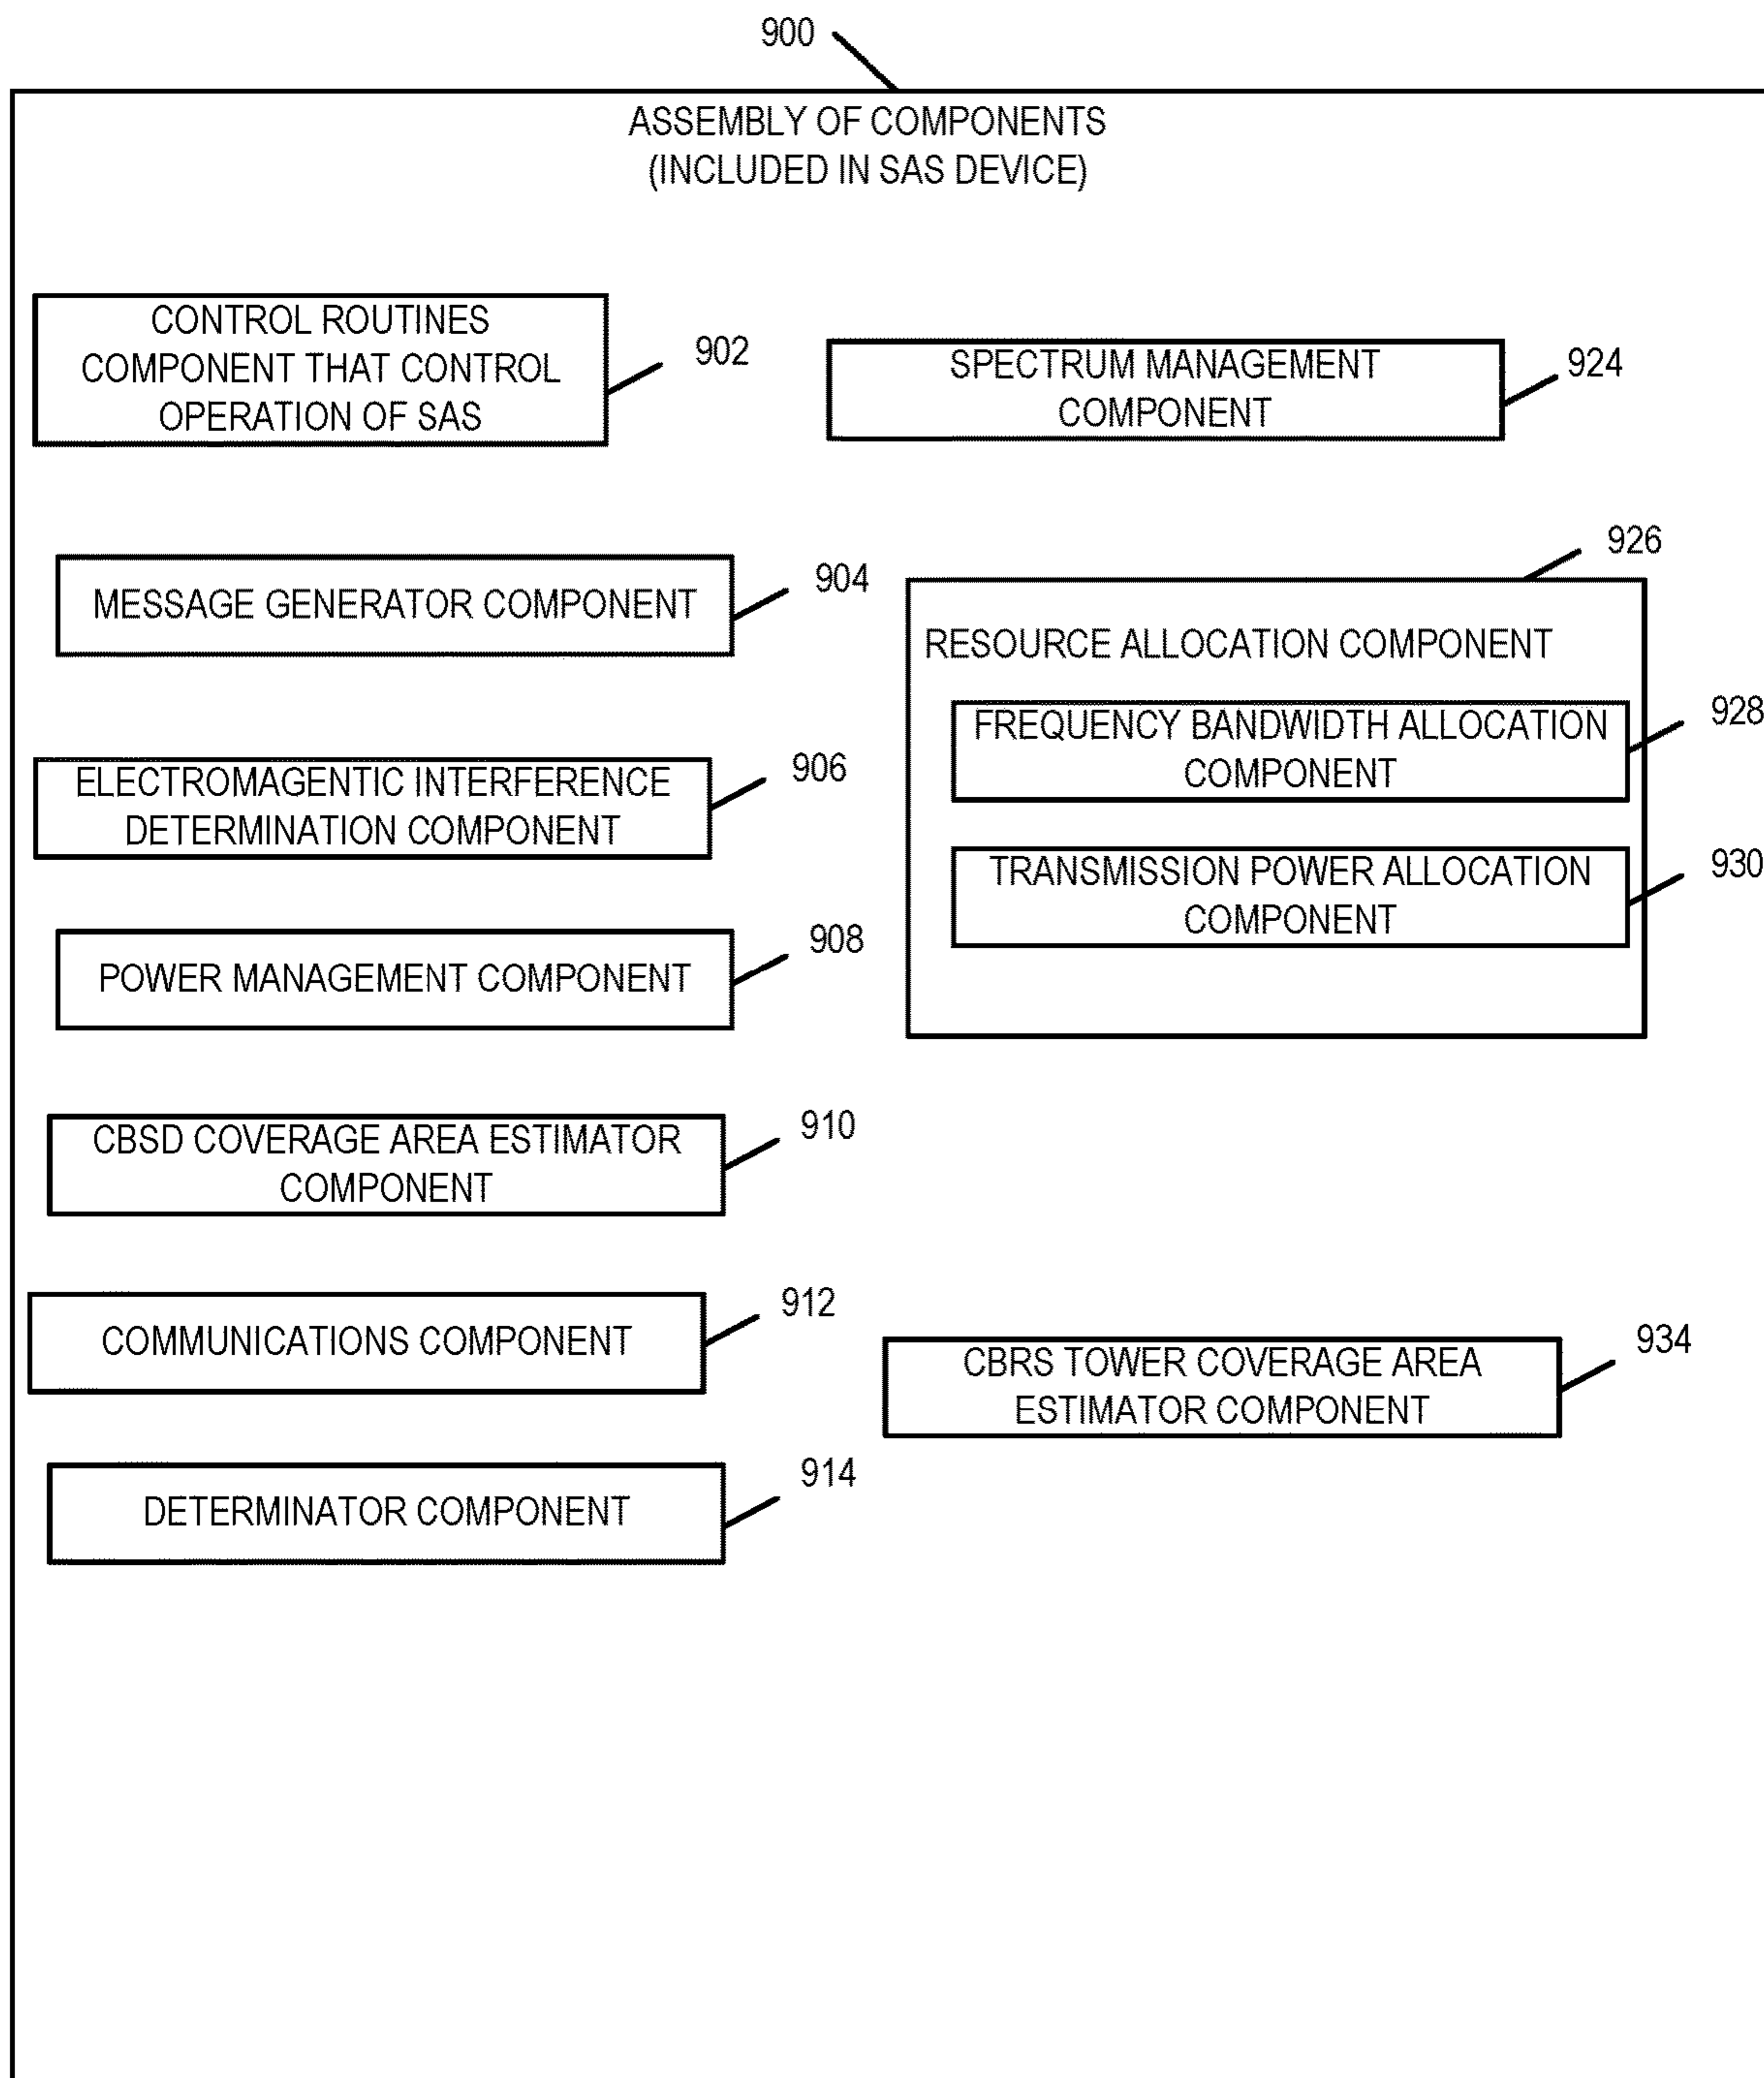 900
ASSEMBLY OF COMPONENTS
(INCLUDED IN SAS DEVICE)
CONTROL ROUTINES
COMPONENT THAT CONTROL
OPERATION OF SAS
902
MESSAGE GENERATOR COMPONENT
904
ELECTROMAGENTIC INTERFERENCE
DETERMINATION COMPONENT
906
POWER MANAGEMENT COMPONENT
908
CBSD COVERAGE AREA ESTIMATOR
COMPONENT
910
COMMUNICATIONS COMPONENT
912
DETERMINATOR COMPONENT
914
SPECTRUM MANAGEMENT
COMPONENT
924
926
RESOURCE ALLOCATION COMPONENT
FREQUENCY BANDWIDTH ALLOCATION
COMPONENT
928
TRANSMISSION POWER ALLOCATION
COMPONENT
930
CBRS TOWER COVERAGE AREA
ESTIMATOR COMPONENT
934